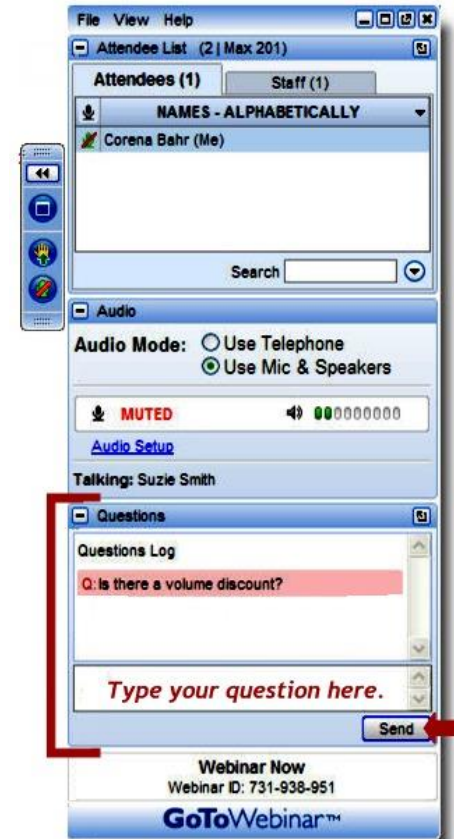 File View Help
Attendee List (2 | Max 201)
Attendees (1) Staff (1)
NAMES - ALPHABETICALLY
Corena Bahr (Me)
Search
Audio
Audio Mode: Use Telephone
Use Mic & Speakers
MUTED
Audio Setup
Talking: Suzie Smith
Questions
Questions Log
Q: Is there a volume discount?
Type your question here.
Send
Webinar Now
Webinar ID: 731-938-951
GoToWebinar™